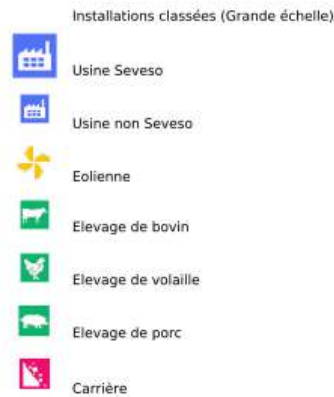 Installations classées (Grande échelle)
Usine Seveso
Usine non Seveso
Eolienne
Elevage de bovin
Elevage de volaille
Elevage de porc
Carrière